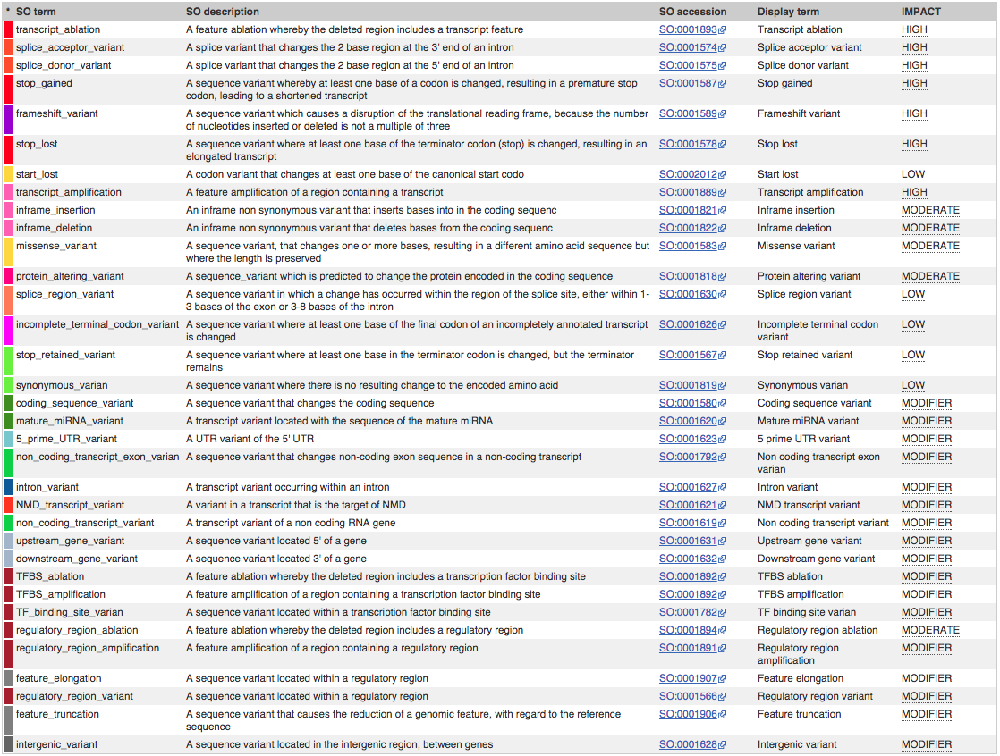 * SO term SO description SO accession Display term IMPACT
transcript_ablation A feature ablation whereby the deleted region includes a transcript feature SO:0001893 Transcript ablation HIGH
splice_acceptor_variant A splice variant that changes the 2 base region at the 3' end of an intron SO:0001574 Splice acceptor variant HIGH
splice_donor_variant A splice variant that changes the 2 base region at the 5' end of an intron SO:0001575 Splice donor variant HIGH
stop_gained A sequence variant whereby at least one base of a codon is changed, resulting in a premature stop SO:0001587 Stop gained HIGH
codon, leading to a shortened transcript
frameshift_variant A sequence variant which causes a disruption of the translational reading frame, because the number SO:0001589 Frameshift variant HIGH
of nucleotides inserted or deleted is not a multiple of three
stop_lost A sequence variant where at least one base of the terminator codon (stop) is changed, resulting in an SO:0001578 Stop lost HIGH
elongated transcript
start_lost A codon variant that changes at least one base of the canonical start codo SO:0002012 Start lost LOW
transcript_amplification A feature amplification of a region containing a transcript SO:0001889 Transcript amplification HIGH
inframe_insertion An inframe non synonymous variant that inserts bases into in the coding sequenc SO:0001821 Inframe insertion MODERATE
inframe_deletion An inframe non synonymous variant that deletes bases from the coding sequenc SO:0001822 Inframe deletion MODERATE
missense_variant A sequence variant, that changes one or more bases, resulting in a different amino acid sequence but SO:0001583 Missense variant MODERATE
where the length is preserved
protein_altering_variant A sequence_variant which is predicted to change the protein encoded in the coding sequence SO:0001818 Protein altering variant MODERATE
splice_region_variant A sequence variant in which a change has occurred within the region of the splice site, either within 1- SO:0001630 Splice region variant LOW
3 bases of the exon or 3-8 bases of the intron
incomplete_terminal_codon_variant A sequence variant where at least one base of the final codon of an incompletely annotated transcript SO:0001626 Incomplete terminal codon LOW
is changed variant
stop_retained_variant A sequence variant where at least one base in the terminator codon is changed, but the terminator SO:0001567 Stop retained variant LOW
remains
synonymous_varian A sequence variant where there is no resulting change to the encoded amino acid SO:0001819 Synonymous varian LOW
coding_sequence_variant A sequence variant that changes the coding sequence SO:0001580 Coding sequence variant MODIFIER
mature_miRNA_variant A transcript variant located with the sequence of the mature miRNA SO:0001620 Mature miRNA variant MODIFIER
5_prime_UTR_variant A UTR variant of the 5' UTR SO:0001623 5 prime UTR variant MODIFIER
non_coding_transcript_exon_varian A sequence variant that changes non-coding exon sequence in a non-coding transcript SO:0001792 Non coding transcript exon MODIFIER
varian
intron_variant A transcript variant occurring within an intron SO:0001627 Intron variant MODIFIER
NMD_transcript_variant A variant in a transcript that is the target of NMD SO:0001621 NMD transcript variant MODIFIER
non_coding_transcript_variant A transcript variant of a non coding RNA gene SO:0001619 Non coding transcript variant MODIFIER
upstream_gene_variant A sequence variant located 5' of a gene SO:0001631 Upstream gene variant MODIFIER
downstream_gene_variant A sequence variant located 3' of a gene SO:0001632 Downstream gene variant MODIFIER
TFBS_ablation A feature ablation whereby the deleted region includes a transcription factor binding site SO:0001892 TFBS ablation MODIFIER
TFBS_amplification A feature amplification of a region containing a transcription factor binding site SO:0001892 TFBS amplification MODIFIER
TF_binding_site_varian A sequence variant located within a transcription factor binding site SO:0001782 TF binding site varian MODIFIER
regulatory_region_ablation A feature ablation whereby the deleted region includes a regulatory region SO:0001894 Regulatory region ablation MODERATE
regulatory_region_amplification A feature amplification of a region containing a regulatory region SO:0001891 Regulatory region MODIFIER
amplification
feature_elongation A sequence variant located within a regulatory region SO:0001907 Feature elongation MODIFIER
regulatory_region_variant A sequence variant located within a regulatory region SO:0001566 Regulatory region variant MODIFIER
feature_truncation A sequence variant that causes the reduction of a genomic feature, with regard to the reference SO:0001906 Feature truncation MODIFIER
sequence
intergenic_variant A sequence variant located in the intergenic region, between genes SO:0001628 Intergenic variant MODIFIER